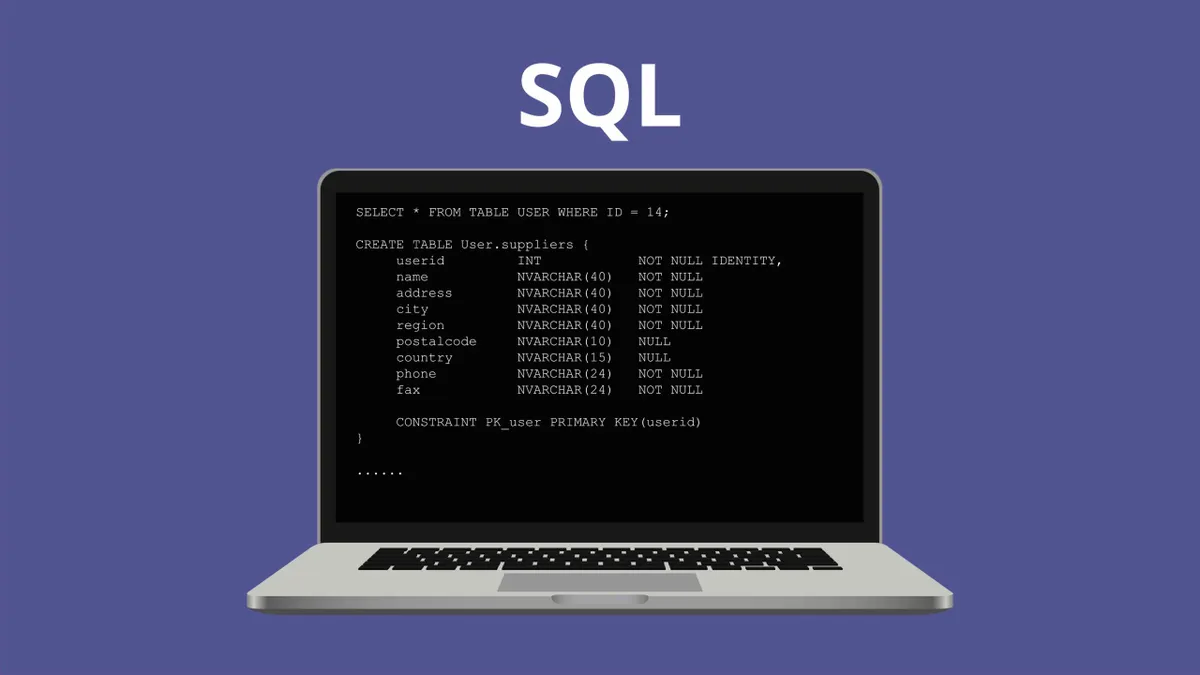 SQL
SELECT * FROM TABLE USER WHERE ID = 14;
CREATE TABLE User.suppliers {
userid INT NOT NULL IDENTITY,
name NVARCHAR(40) NOT NULL
address NVARCHAR(40) NOT NULL
city NVARCHAR(40) NOT NULL
region NVARCHAR(40) NOT NULL
postalcode NVARCHAR(10) NULL
country NVARCHAR(15) NULL
phone NVARCHAR(24) NOT NULL
fax NVARCHAR(24) NOT NULL
CONSTRAINT PK_user PRIMARY KEY(userid)
}
......